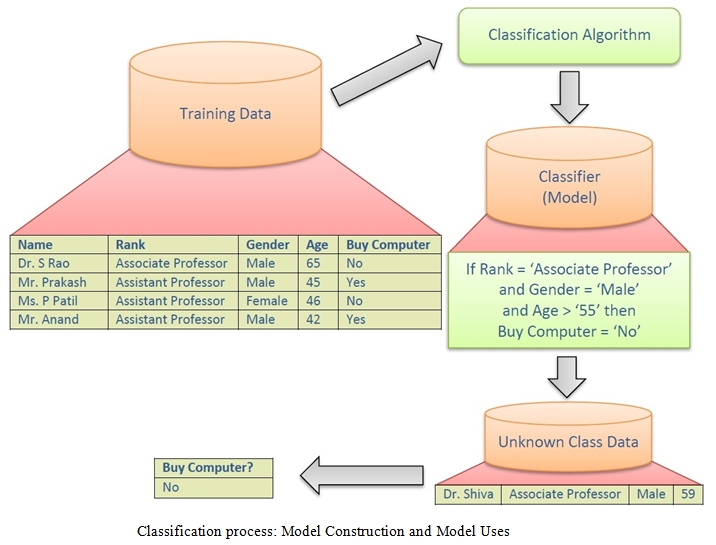 Classification Algorithm
Training Data
Classifier
(Model)
Name Rank Gender Age Buy Computer
Dr. S Rao Associate Professor Male 65 No
Mr. Prakash Assistant Professor Male 45 Yes
Ms. P Patil Assistant Professor Female 46 No
Mr. Anand Assistant Professor Male 42 Yes
If Rank = ‘Associate Professor’
and Gender = ‘Male’
and Age > ‘55’ then
Buy Computer = ‘No’
Unknown Class Data
Dr. Shiva Associate Professor Male 59
Buy Computer?
No
Classification process: Model Construction and Model Uses